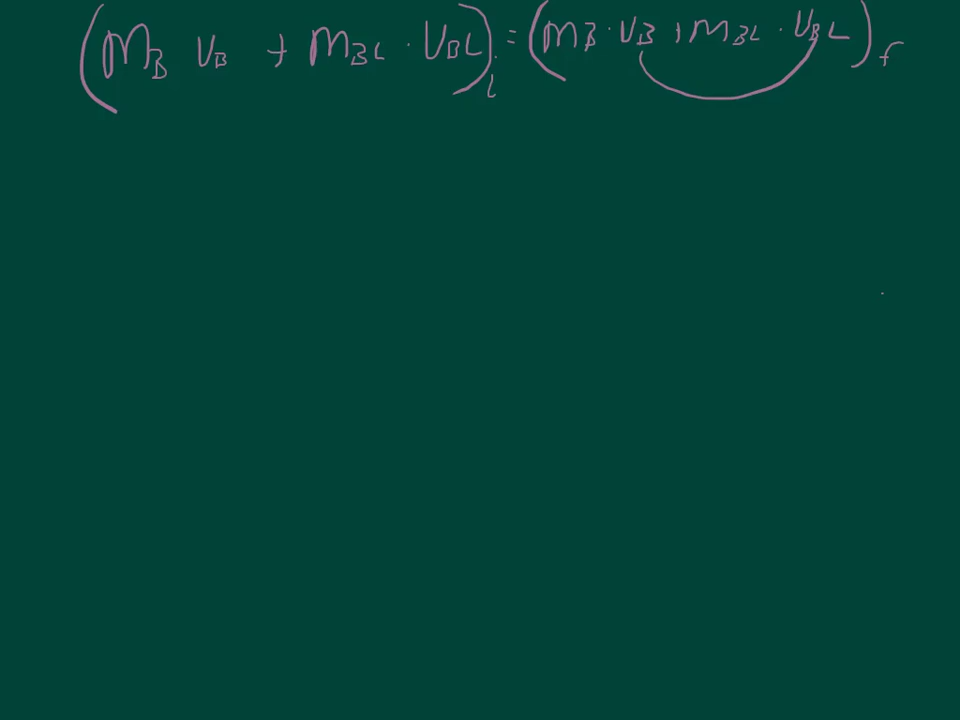 (m_B v_B + m_BL · v_BL)_i = (m_B · v_B + m_BL · v_BL)_f